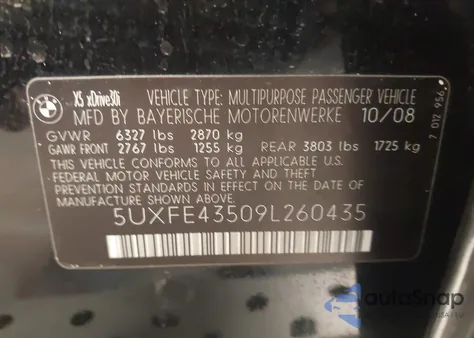 BMW
X5 xDrive30i VEHICLE TYPE: MULTIPURPOSE PASSENGER VEHICLE
MFD BY BAYERISCHE MOTORENWERKE 10/08
GVWR 6327 lbs 2870 kg
GAWR FRONT 2767 lbs 1255 kg REAR 3803 lbs 1725 kg
THIS VEHICLE CONFORMS TO ALL APPLICABLE U.S.
FEDERAL MOTOR VEHICLE SAFETY AND THEFT
PREVENTION STANDARDS IN EFFECT ON THE DATE OF
MANUFACTURE SHOWN ABOVE.
5UXFE43509L260435
7 012 956
autoSnap